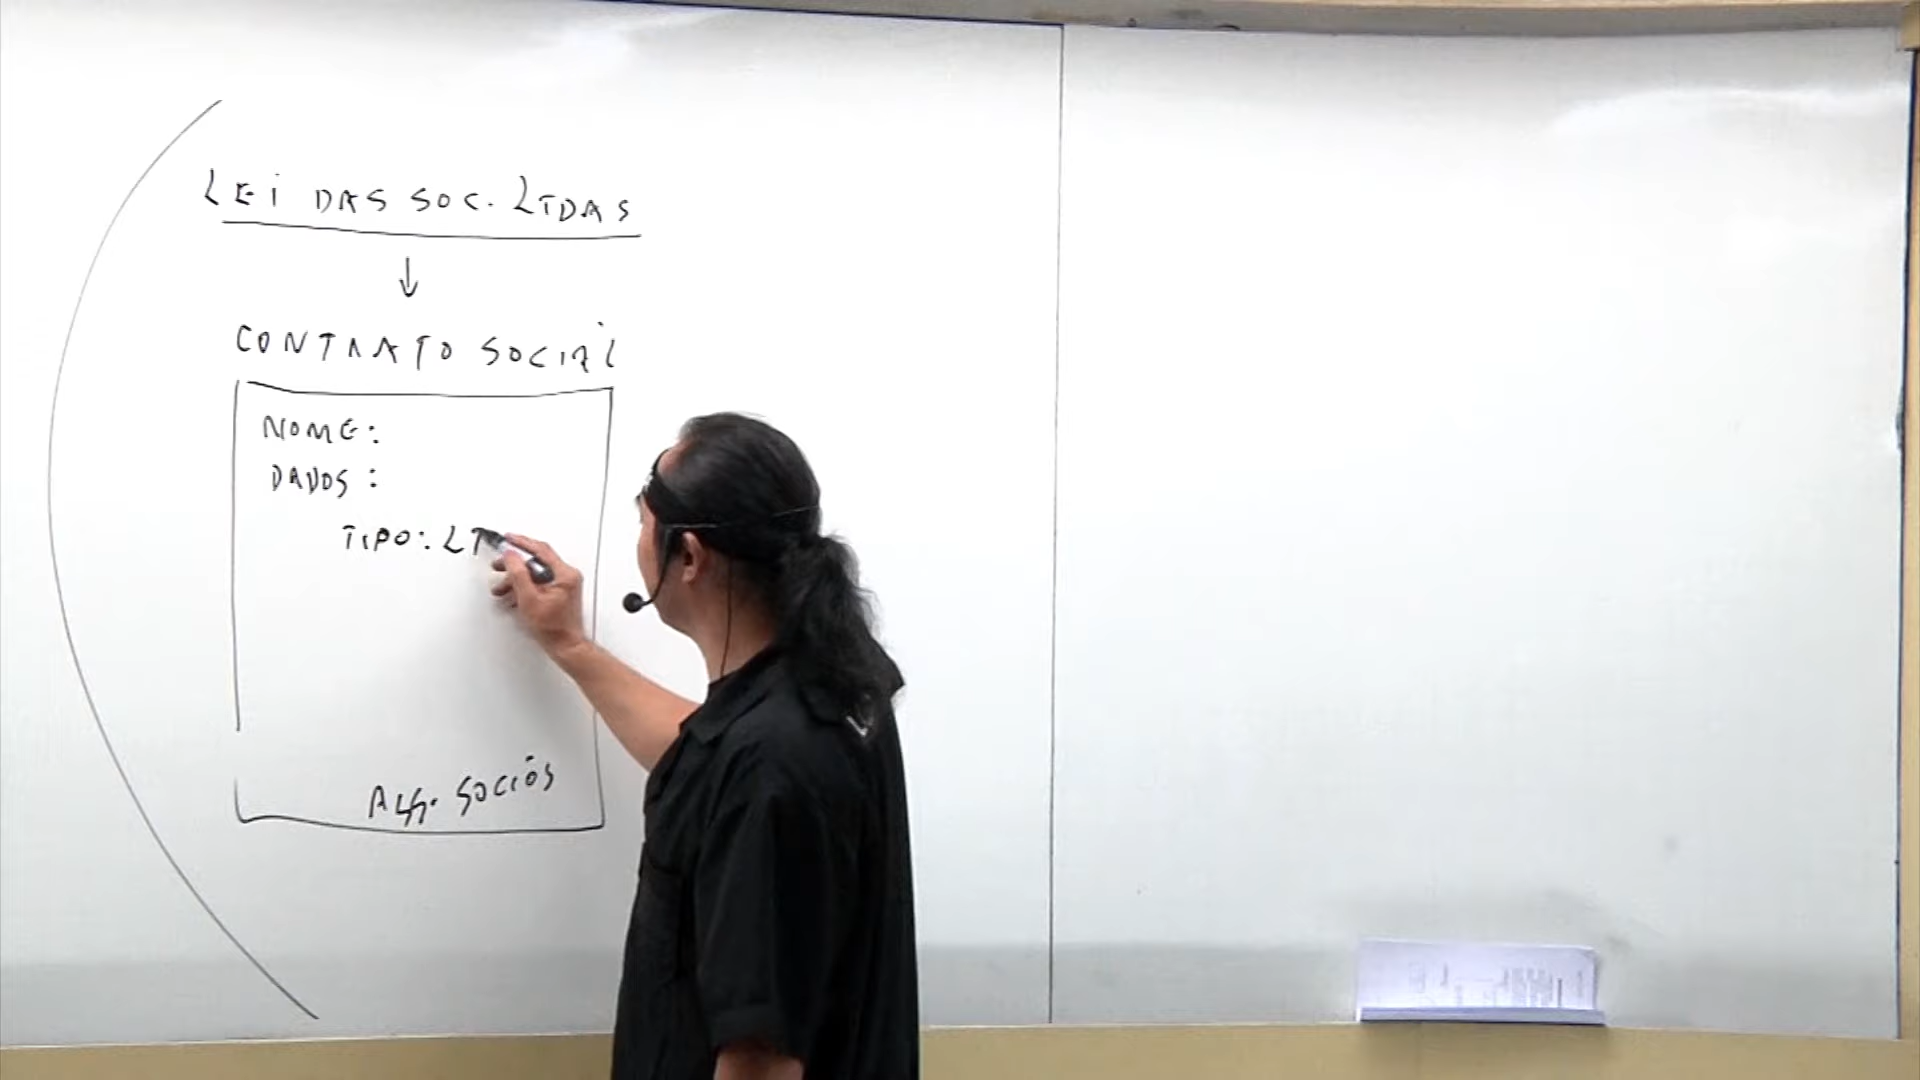 LEI DAS SOC. LTDAS
CONTRATO SOCIAL
NOME:
DADOS:
TIPO: LT
ASS. SOCIOS